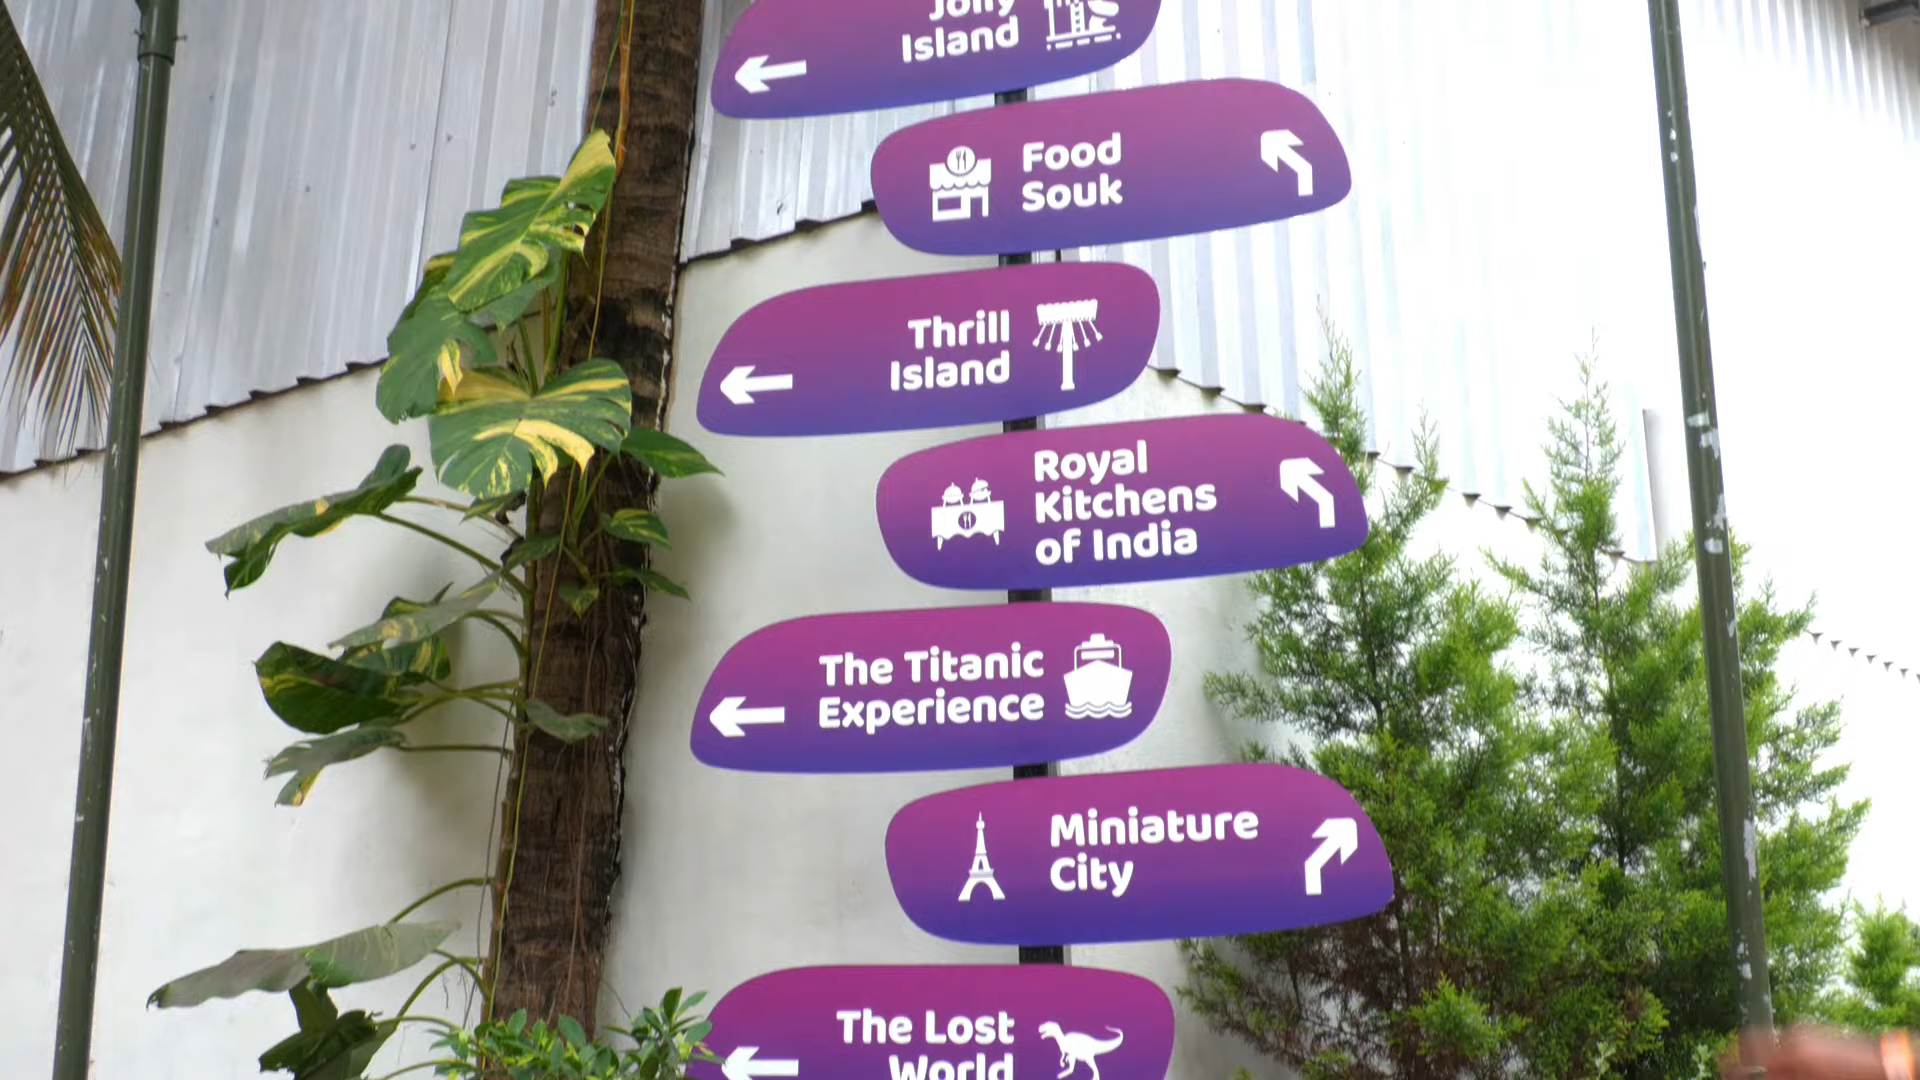 Jolly
Island
Food
Souk
Thrill
Island
Royal
Kitchens
of India
The Titanic
Experience
Miniature
City
The Lost
World